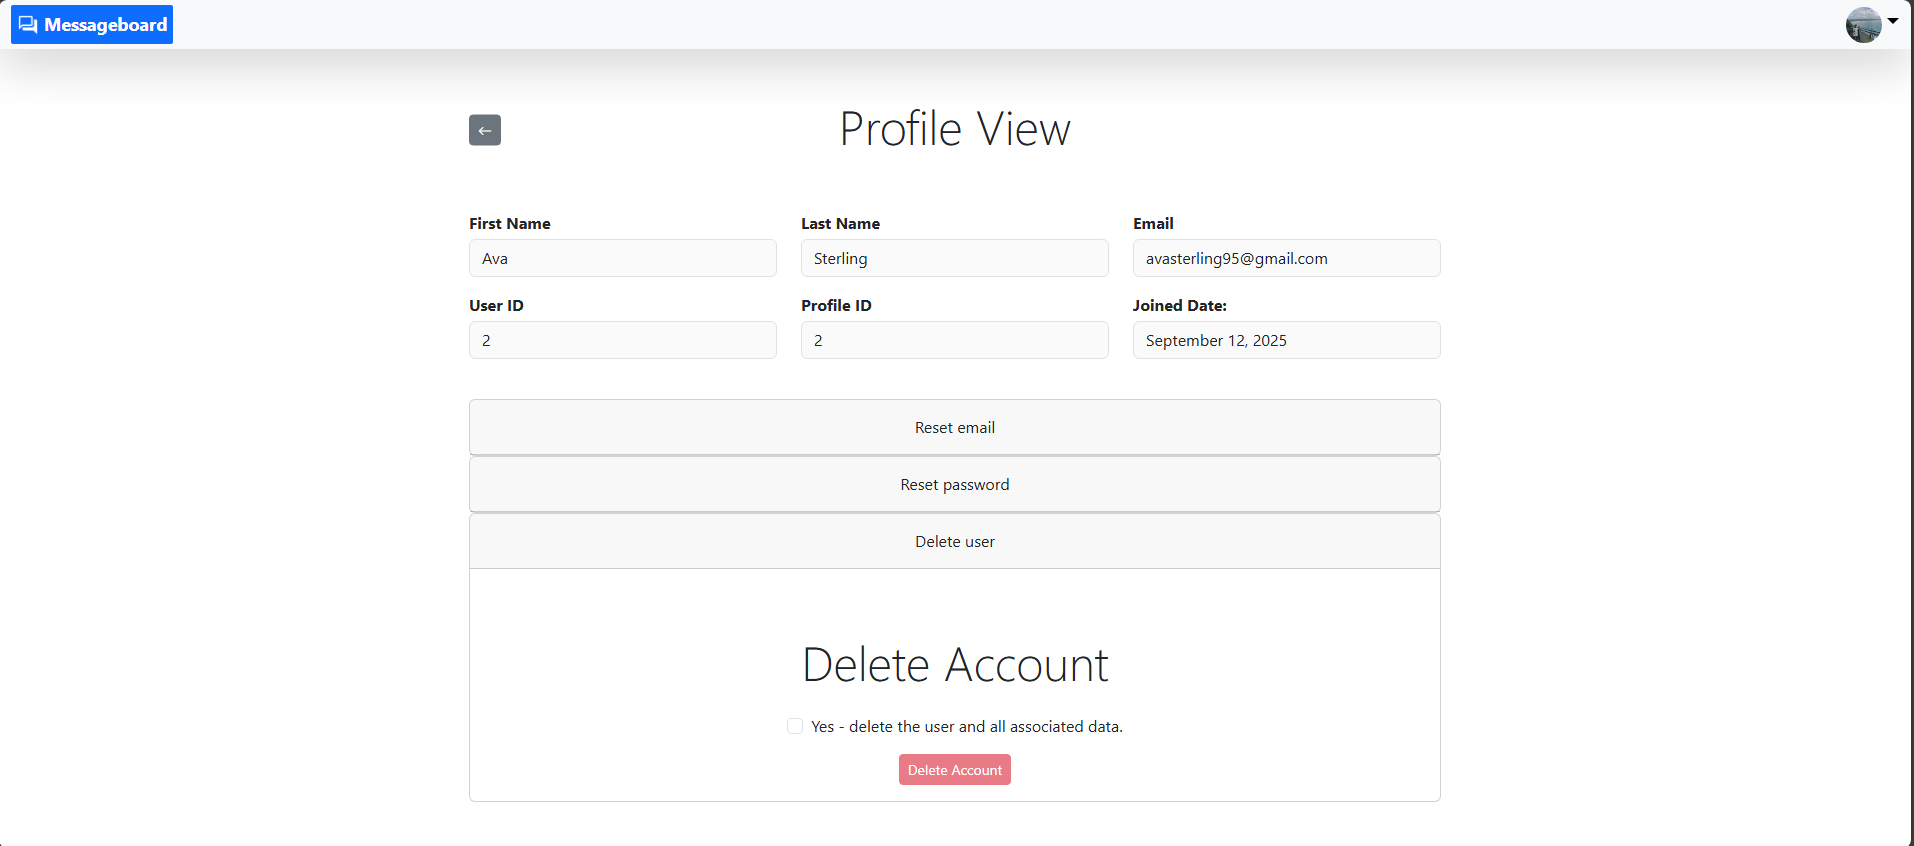 Messageboard
Profile View
First Name
Last Name
Email
Ava
Sterling
avasterling95@gmail.com
User ID
Profile ID
Joined Date:
2
2
September 12, 2025
Reset email
Reset password
Delete user
Delete Account
Yes - delete the user and all associated data.
Delete Account